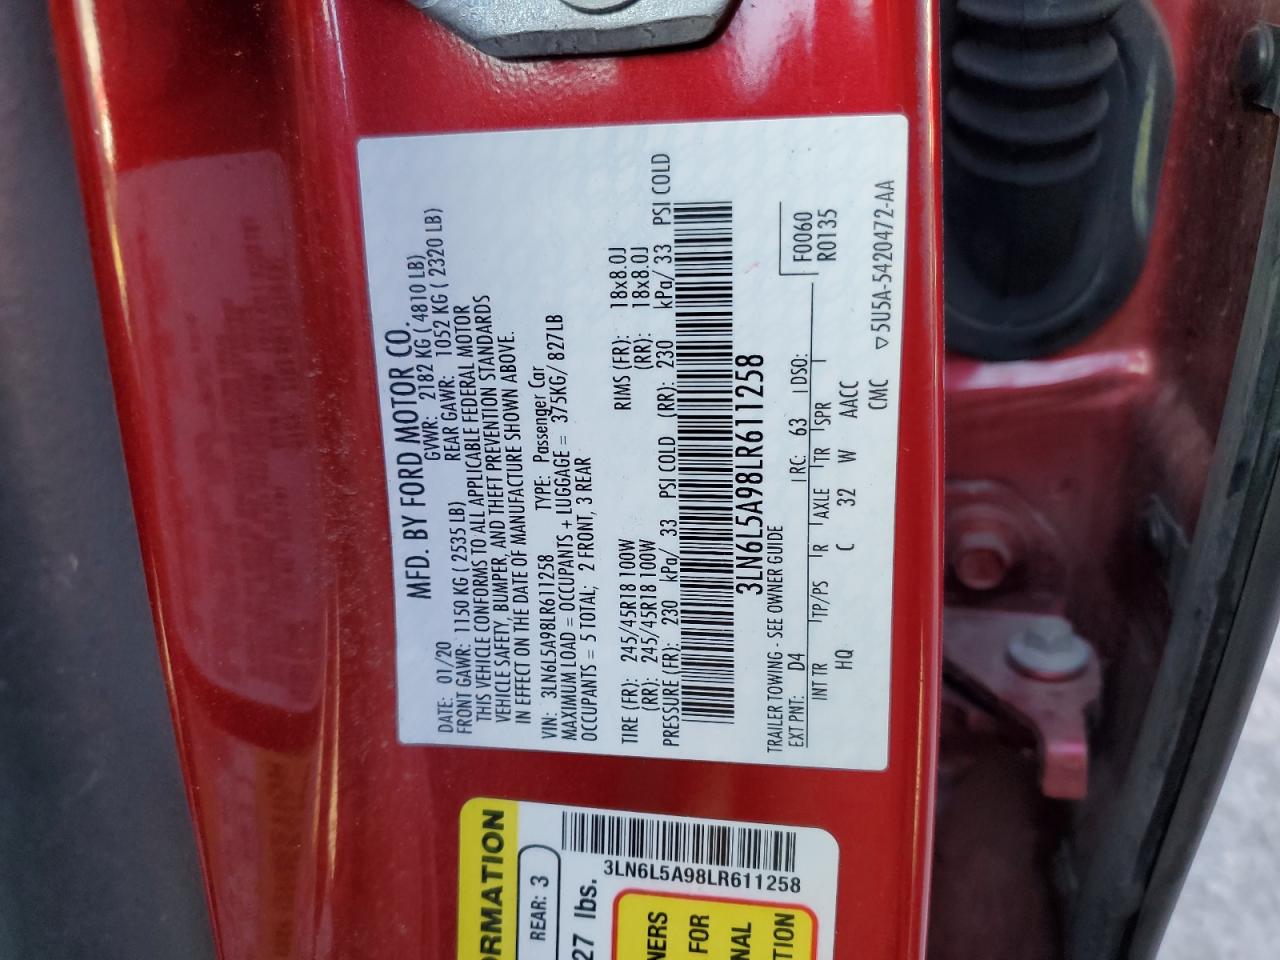 MFD. BY FORD MOTOR CO.
DATE: 01/20 GVWR: 2182 KG ( 4810 LB)
FRONT GAWR: 1150 KG ( 2535 LB) REAR GAWR: 1052 KG ( 2320 LB)
THIS VEHICLE CONFORMS TO ALL APPLICABLE FEDERAL MOTOR
VEHICLE SAFETY, BUMPER, AND THEFT PREVENTION STANDARDS
IN EFFECT ON THE DATE OF MANUFACTURE SHOWN ABOVE.
VIN: 3LN6L5A98LR611258 TYPE: Passenger Car
MAXIMUM LOAD = OCCUPANTS + LUGGAGE = 375KG/ 827LB
OCCUPANTS = 5 TOTAL; 2 FRONT, 3 REAR
TIRE (FR): 245/45R18 100W RIMS (FR): 18x8.0J
(RR): 245/45R18 100W (RR): 18x8.0J
PRESSURE (FR): 230 kPa/ 33 PSI COLD (RR): 230 kPa/ 33 PSI COLD
3LN6L5A98LR611258
TRAILER TOWING - SEE OWNER GUIDE
F0060
EXT PNT: D4 RC: 63 DSO: R0135
INT TR TP/PS R AXLE TR SPR
HQ C 32 W AACC
CMC ▽5U5A-5420472-AA
ORMATION
REAR: 3
27 lbs.
3LN6L5A98LR611258
NERS
FOR
NAL
TION